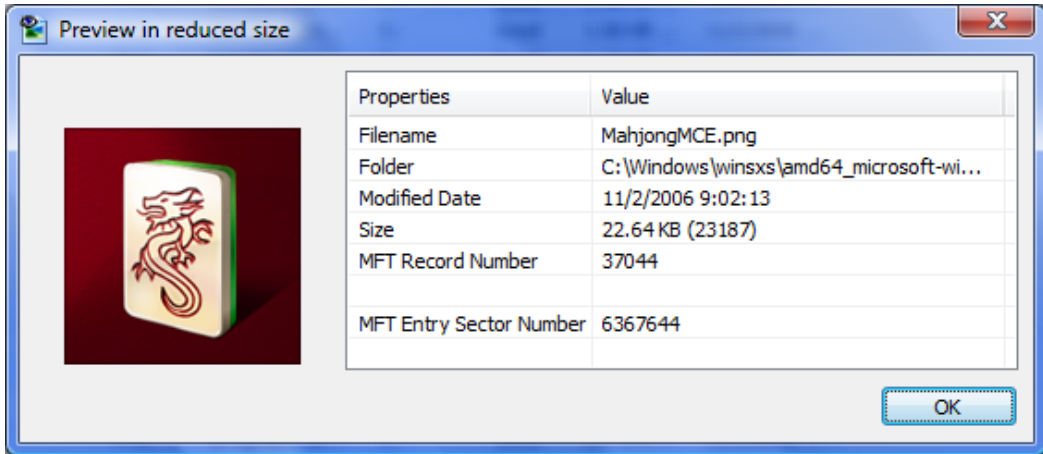 Preview in reduced size
Properties Value
Filename MahjongMCE.png
Folder C:\Windows\winsxs\amd64_microsoft-wi...
Modified Date 11/2/2006 9:02:13
Size 22.64 KB (23187)
MFT Record Number 37044
MFT Entry Sector Number 6367644
OK